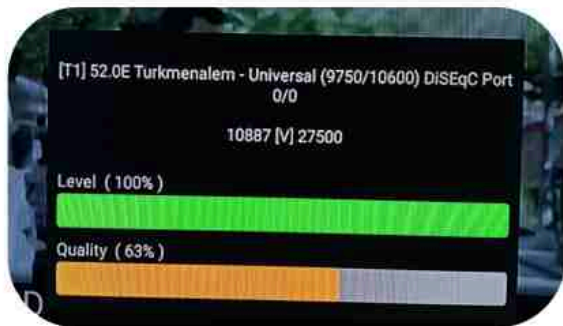 [T1] 52.0E Turkmenalem - Universal (9750/10600) DiSEqC Port
0/0
10887 [V] 27500
Level ( 100% )
Quality ( 63% )
D